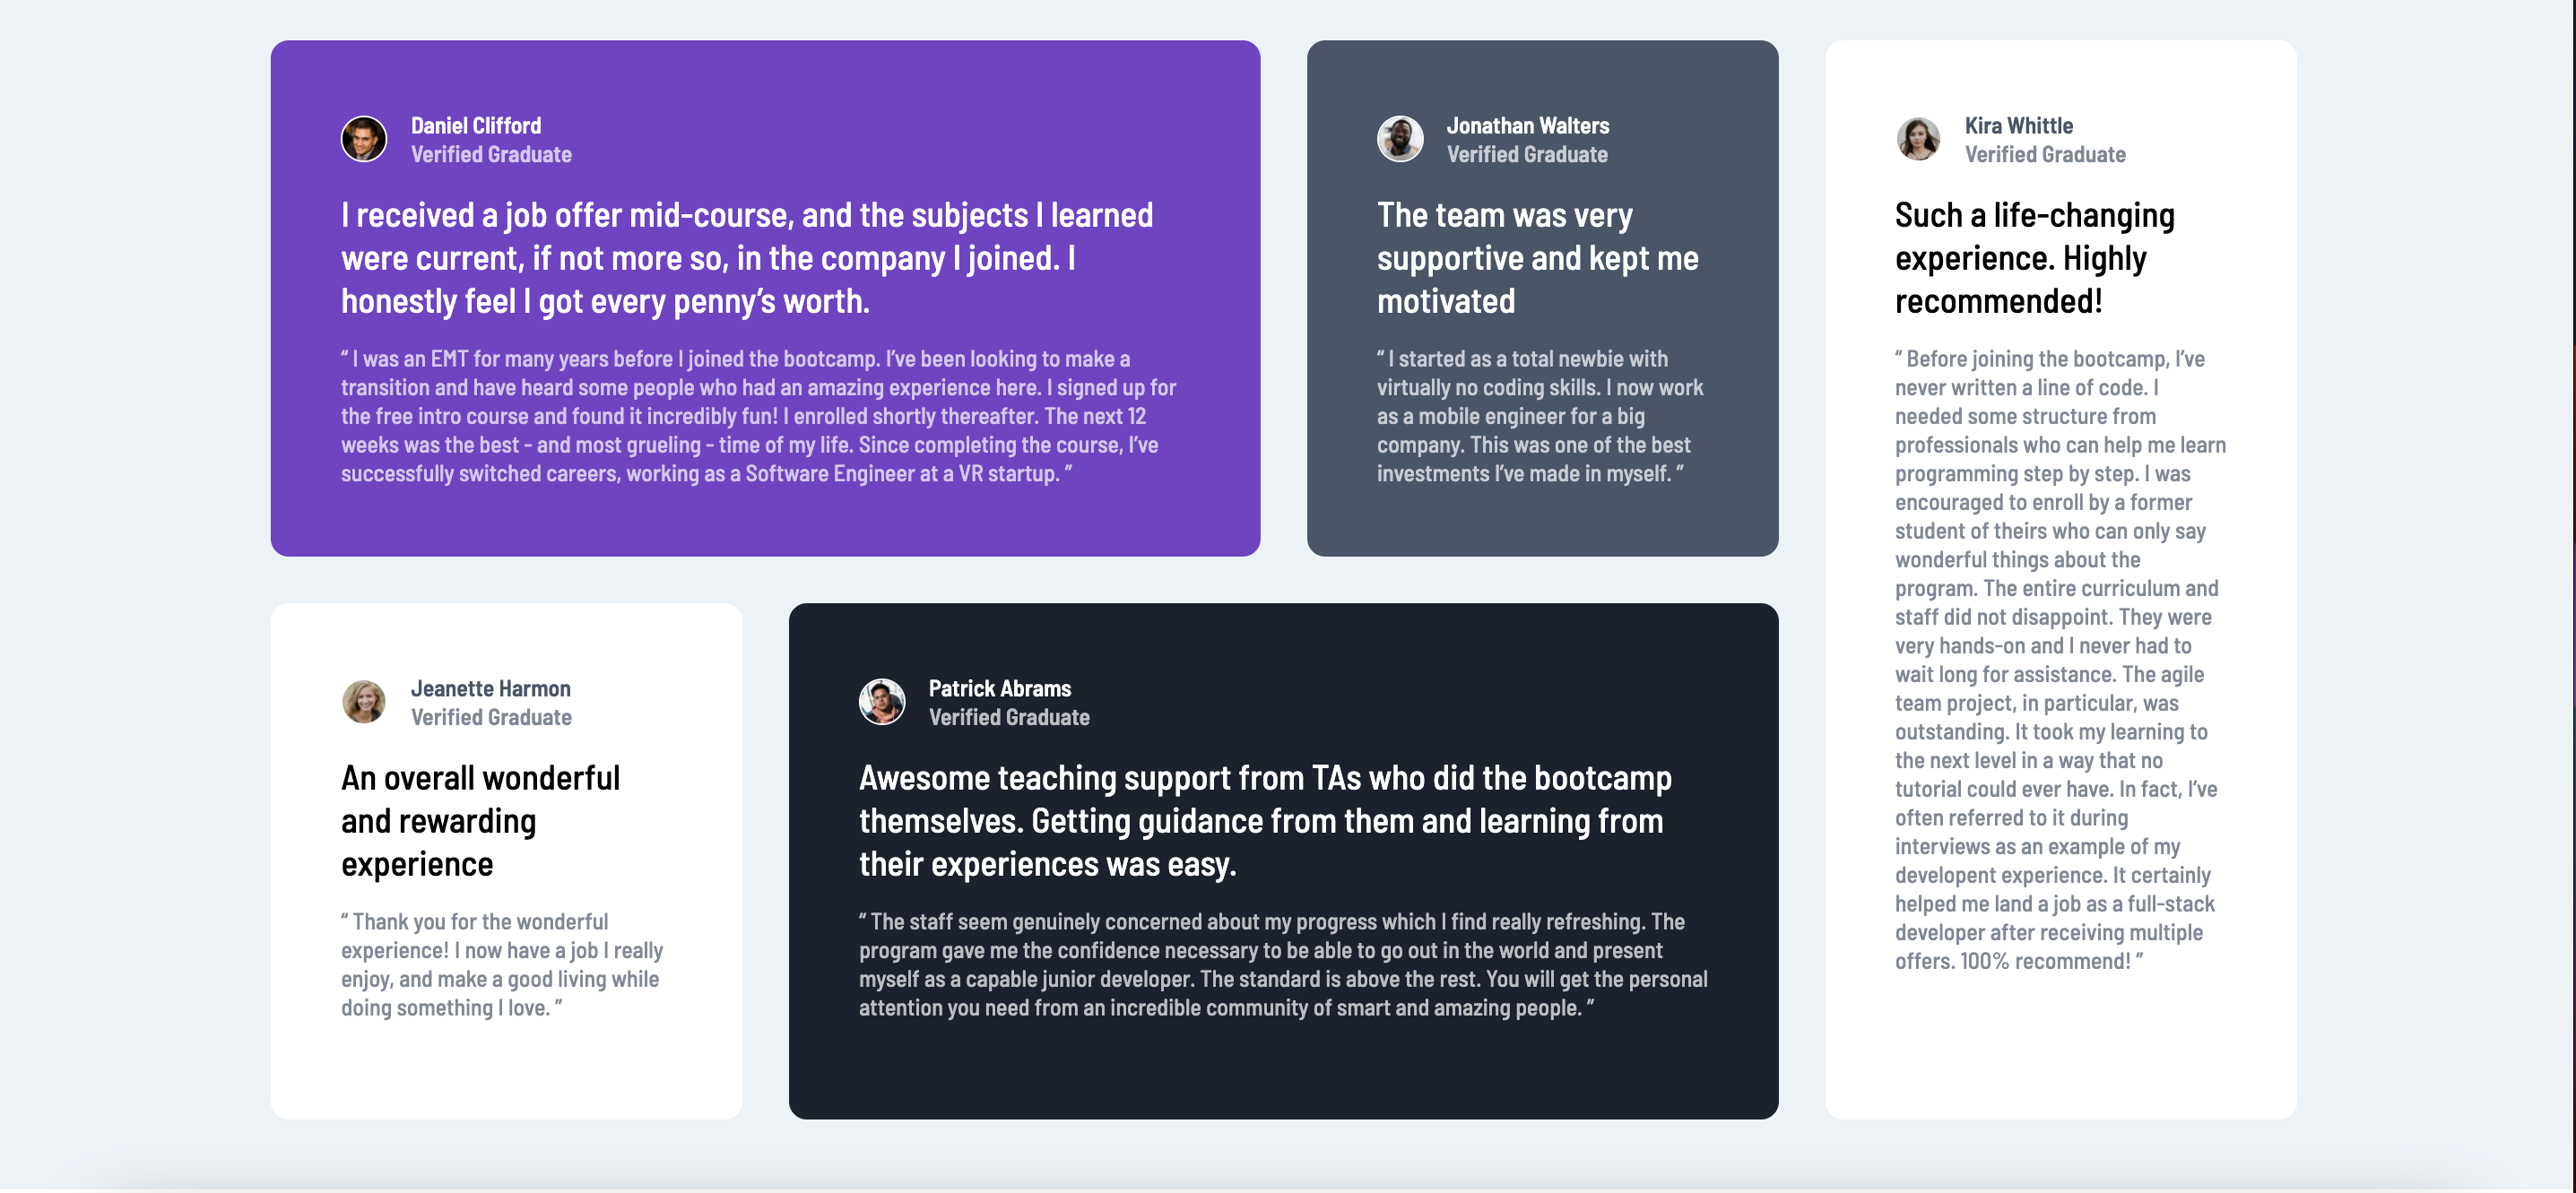 Daniel Clifford
Verified Graduate
I received a job offer mid-course, and the subjects I learned
were current, if not more so, in the company I joined. I
honestly feel I got every penny’s worth.
“ I was an EMT for many years before I joined the bootcamp. I’ve been looking to make a
transition and have heard some people who had an amazing experience here. I signed up for
the free intro course and found it incredibly fun! I enrolled shortly thereafter. The next 12
weeks was the best - and most grueling - time of my life. Since completing the course, I’ve
successfully switched careers, working as a Software Engineer at a VR startup. ”
Jonathan Walters
Verified Graduate
The team was very
supportive and kept me
motivated
“ I started as a total newbie with
virtually no coding skills. I now work
as a mobile engineer for a big
company. This was one of the best
investments I’ve made in myself. ”
Kira Whittle
Verified Graduate
Such a life-changing
experience. Highly
recommended!
“ Before joining the bootcamp, I’ve
never written a line of code. I
needed some structure from
professionals who can help me learn
programming step by step. I was
encouraged to enroll by a former
student of theirs who can only say
wonderful things about the
program. The entire curriculum and
staff did not disappoint. They were
very hands-on and I never had to
wait long for assistance. The agile
team project, in particular, was
outstanding. It took my learning to
the next level in a way that no
tutorial could ever have. In fact, I’ve
often referred to it during
interviews as an example of my
developent experience. It certainly
helped me land a job as a full-stack
developer after receiving multiple
offers. 100% recommend! ”
Jeanette Harmon
Verified Graduate
An overall wonderful
and rewarding
experience
“ Thank you for the wonderful
experience! I now have a job I really
enjoy, and make a good living while
doing something I love. ”
Patrick Abrams
Verified Graduate
Awesome teaching support from TAs who did the bootcamp
themselves. Getting guidance from them and learning from
their experiences was easy.
“ The staff seem genuinely concerned about my progress which I find really refreshing. The
program gave me the confidence necessary to be able to go out in the world and present
myself as a capable junior developer. The standard is above the rest. You will get the personal
attention you need from an incredible community of smart and amazing people. ”